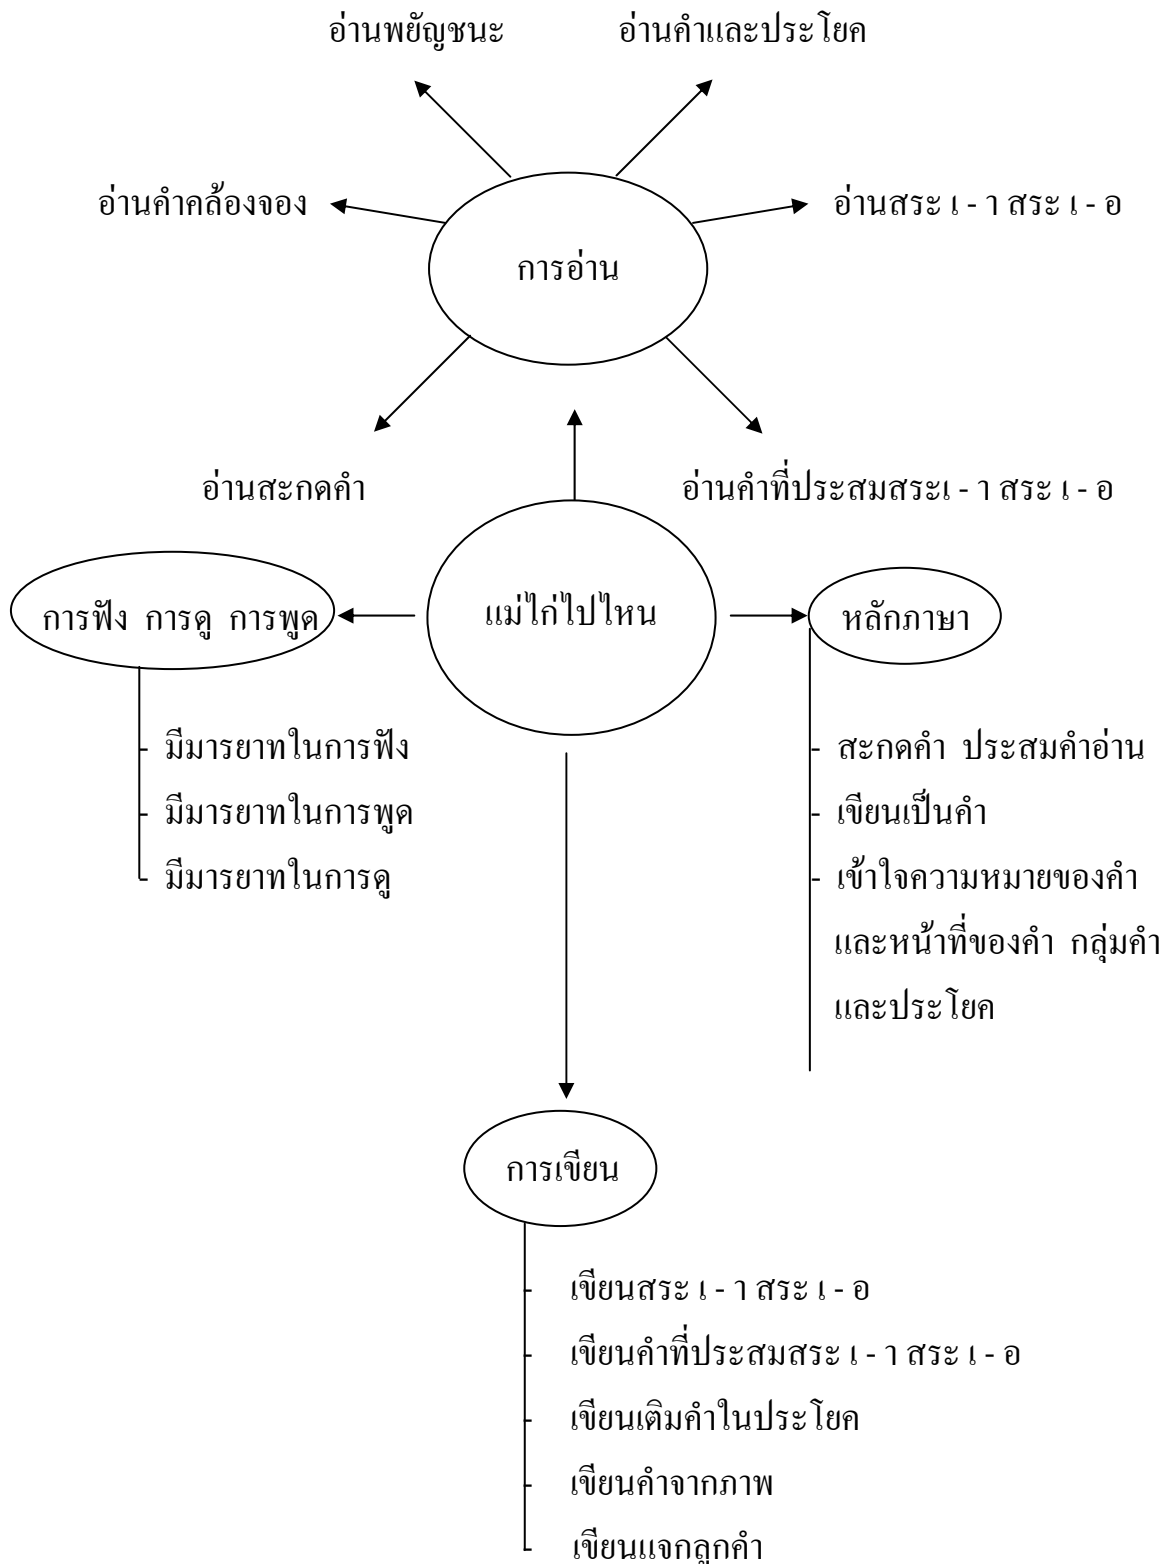 อ่านพยัญชนะ
อ่านคำและประโยค
อ่านคำคล้องจอง
อ่านสระ เ - า สระ เ - อ
การอ่าน
อ่านสะกดคำ
อ่านคำที่ประสมสระเ - า สระ เ - อ
การฟัง การดู การพูด
แม่ไก่ไปไหน
หลักภาษา
- มีมารยาทในการฟัง
- มีมารยาทในการพูด
- มีมารยาทในการดู
- สะกดคำ ประสมคำอ่าน
- เขียนเป็นคำ
- เข้าใจความหมายของคำ
และหน้าที่ของคำ กลุ่มคำ
และประโยค
การเขียน
- เขียนสระ เ - า สระ เ - อ
- เขียนคำที่ประสมสระ เ - า สระ เ - อ
- เขียนเติมคำในประโยค
- เขียนคำจากภาพ
- เขียนแจกลูกคำ